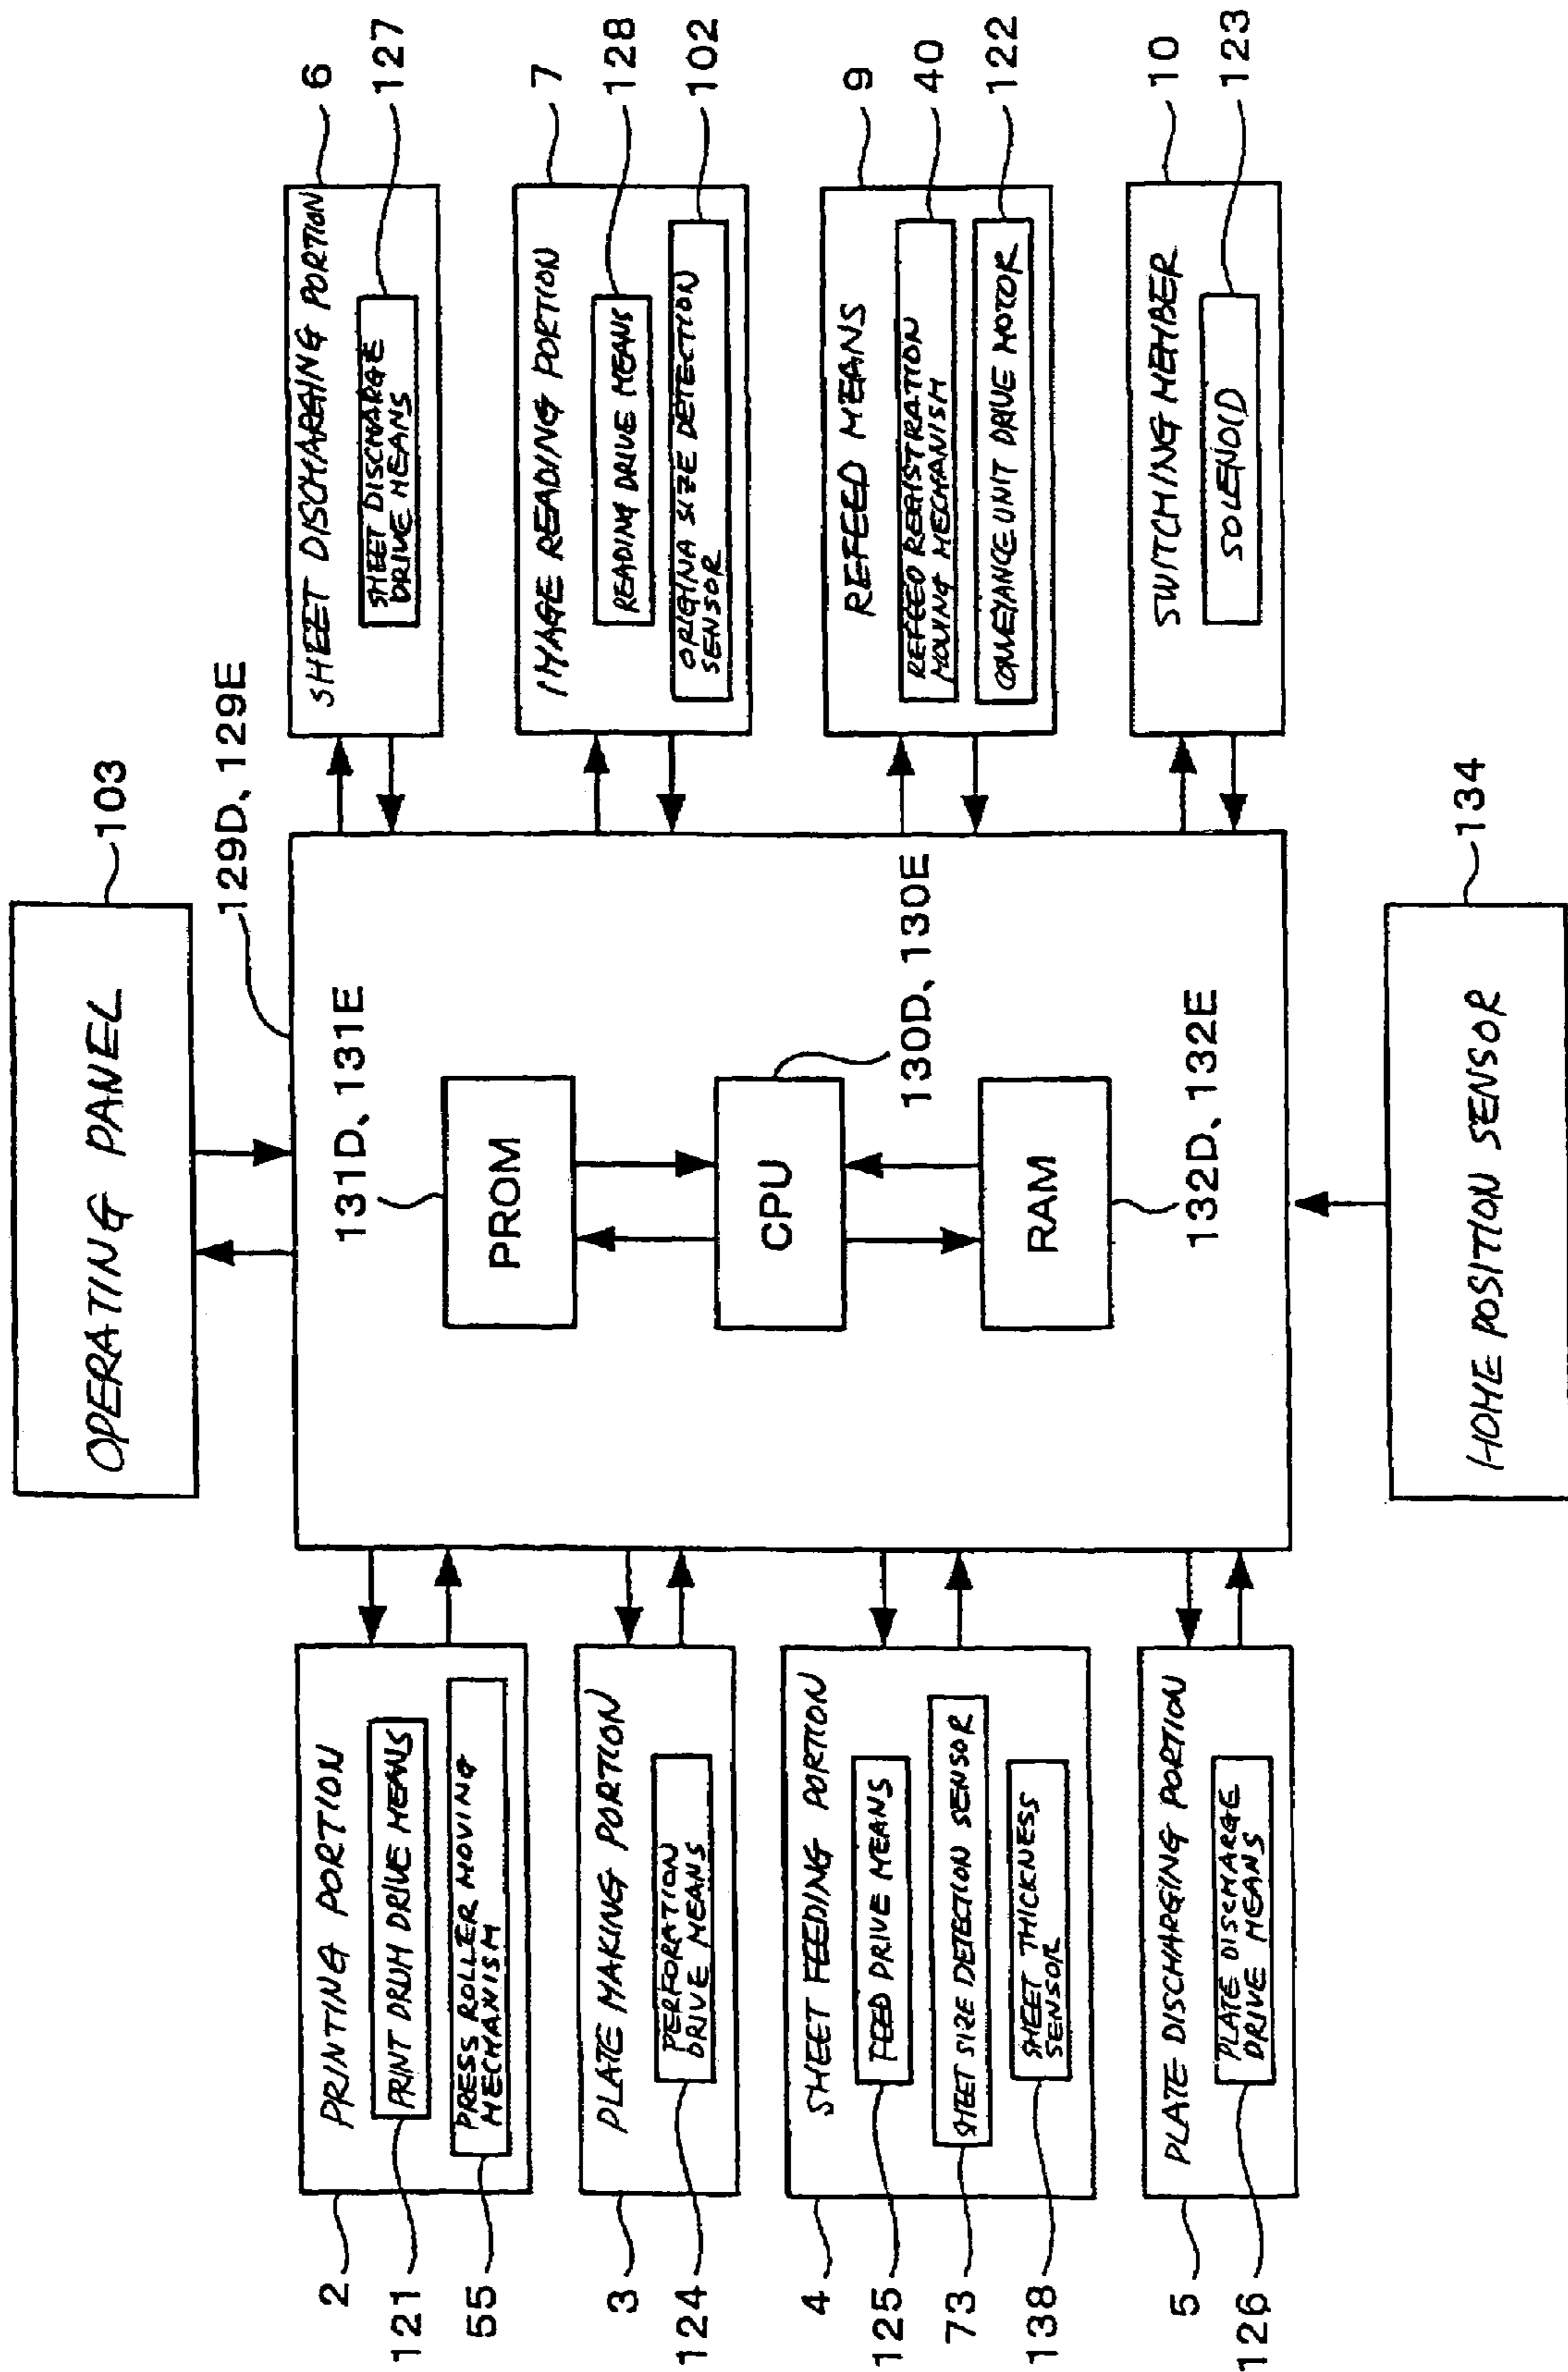 OPERATING PANEL
103
129D、129E
131D、131E
PROM
CPU
130D、130E
RAM
132D、132E
HOME POSITION SENSOR
134
2
PRINTING PORTION
121
PRINT DRUM DRIVE MEANS
55
PRESS ROLLER MOVING
MECHANISM
3
PLATE MAKING PORTION
124
PERFORATION
DRIVE MEANS
4
SHEET FEEDING PORTION
125
FEED DRIVE MEANS
73
SHEET SIZE DETECTION SENSOR
138
SHEET THICKNESS
SENSOR
5
PLATE DISCHARGING PORTION
126
PLATE DISCHARGE
DRIVE MEANS
SHEET DISCHARGING PORTION
6
SHEET DISCHARGE
DRIVE MEANS
127
IMAGE READING PORTION
7
READING DRIVE MEANS
128
ORIGINA SIZE DETECTION
SENSOR
102
REFEED MEANS
9
REFEED REGISTRATION
MOVING MECHANISM
40
CONVEYANCE UNIT DRIVE MOTOR
122
SWITCHING MEMBER
10
SOLENOID
123